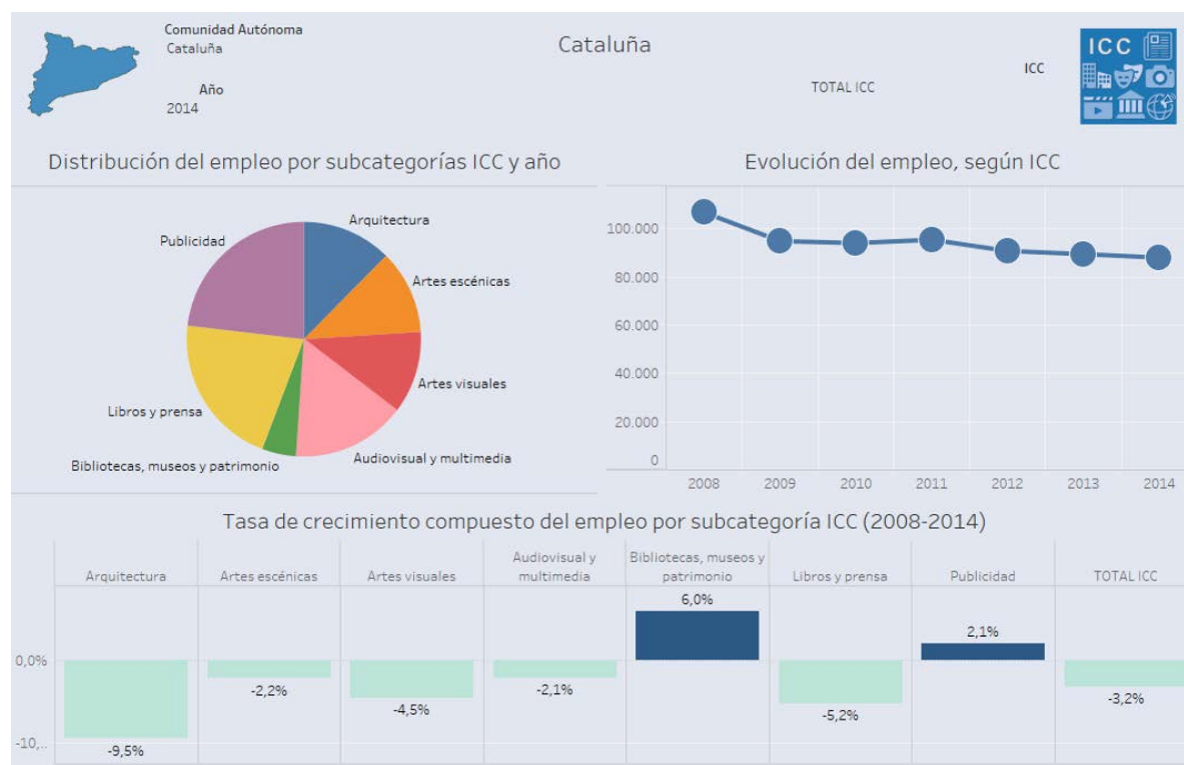 Comunidad Autónoma
Cataluña
Año
2014
Cataluña
ICC
TOTAL ICC
ICC
Distribución del empleo por subcategorías ICC y año
Arquitectura
Publicidad
Artes escénicas
Artes visuales
Libros y prensa
Audiovisual y multimedia
Bibliotecas, museos y patrimonio
Evolución del empleo, según ICC
100.000
80.000
60.000
40.000
20.000
0
2008 2009 2010 2011 2012 2013 2014
Tasa de crecimiento compuesto del empleo por subcategoría ICC (2008-2014)
Arquitectura
Artes escénicas
Artes visuales
Audiovisual y
multimedia
Bibliotecas, museos y
patrimonio
Libros y prensa
Publicidad
TOTAL ICC
6,0%
2,1%
0,0%
-2,2%
-2,1%
-4,5%
-3,2%
-5,2%
-10,..
-9,5%